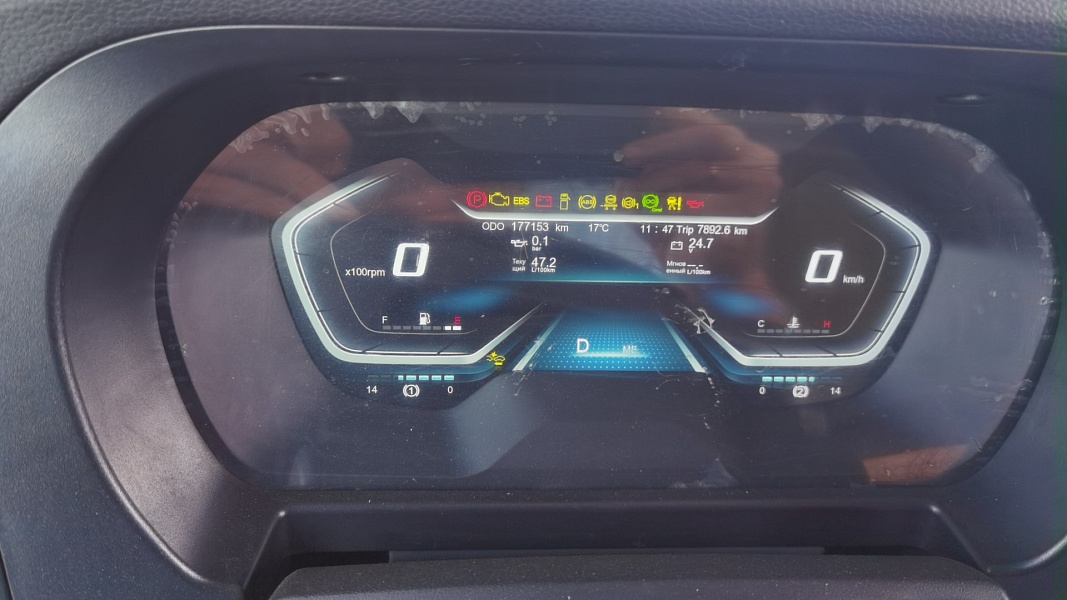 P EBS ABS
ODO 177153 km 17°C 11 : 47 Trip 7892.6 km
0.1 bar 24.7 V
Теку щий 47.2 L/100km Мгнов енный --.- L/100km
0 x100rpm 0 km/h
F E C H
D
14 (1) 0 0 (2) 14